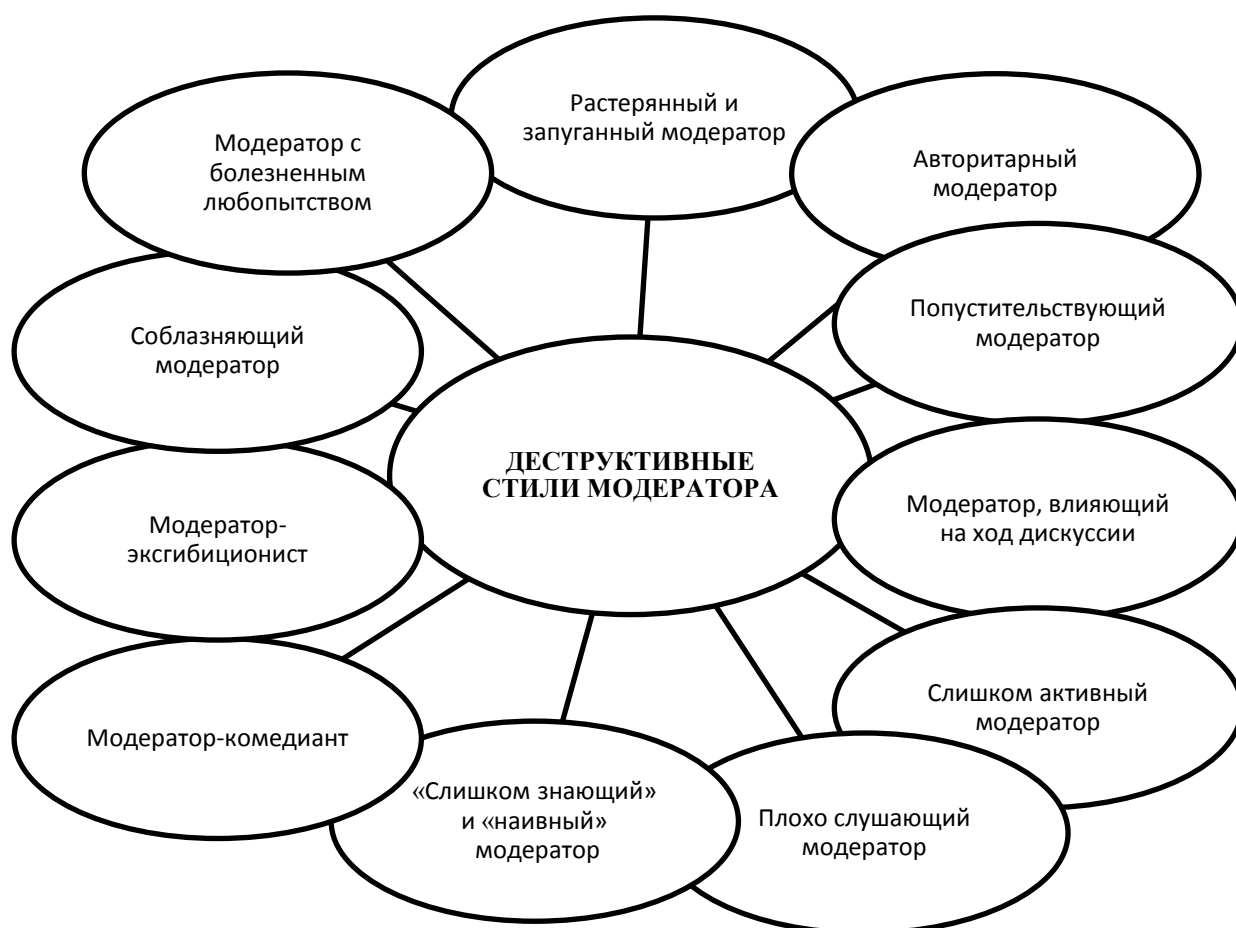 Растерянный и
запуганный модератор
Авторитарный
модератор
Попустительствующий
модератор
Модератор, влияющий
на ход дискуссии
Слишком активный
модератор
Плохо слушающий
модератор
«Слишком знающий»
и «наивный»
модератор
Модератор-комедиант
Модератор-
эксгибиционист
Соблазняющий
модератор
Модератор с
болезненным
любопытством
ДЕСТРУКТИВНЫЕ
СТИЛИ МОДЕРАТОРА